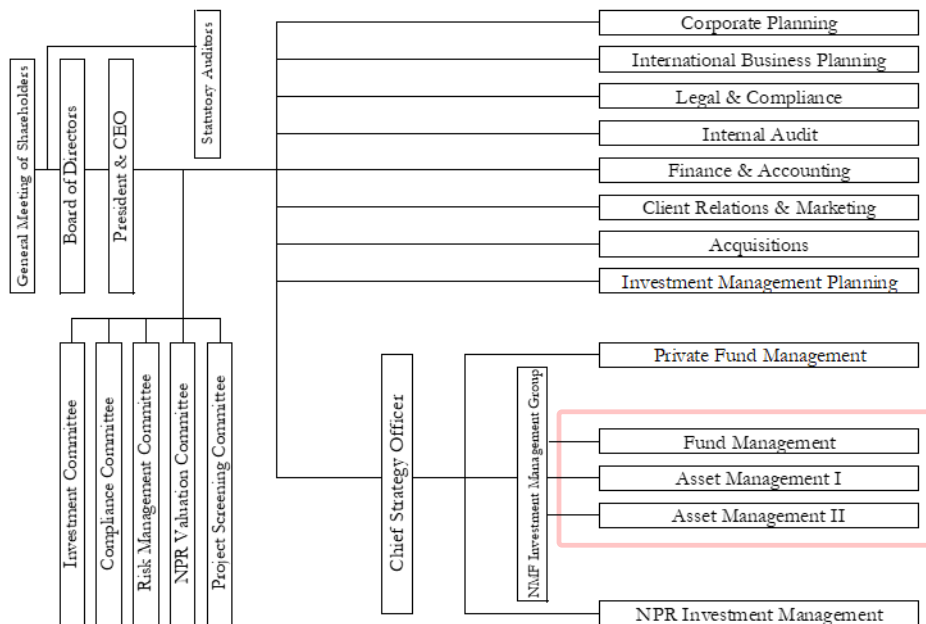 General Meeting of Shareholders
Board of Directors
President & CEO
Statutory Auditors
Corporate Planning
International Business Planning
Legal & Compliance
Internal Audit
Finance & Accounting
Client Relations & Marketing
Acquisitions
Investment Management Planning
Investment Committee
Compliance Committee
Risk Management Committee
NPR Valuation Committee
Project Screening Committee
Chief Strategy Officer
Private Fund Management
NMF Investment Management Group
Fund Management
Asset Management I
Asset Management II
NPR Investment Management